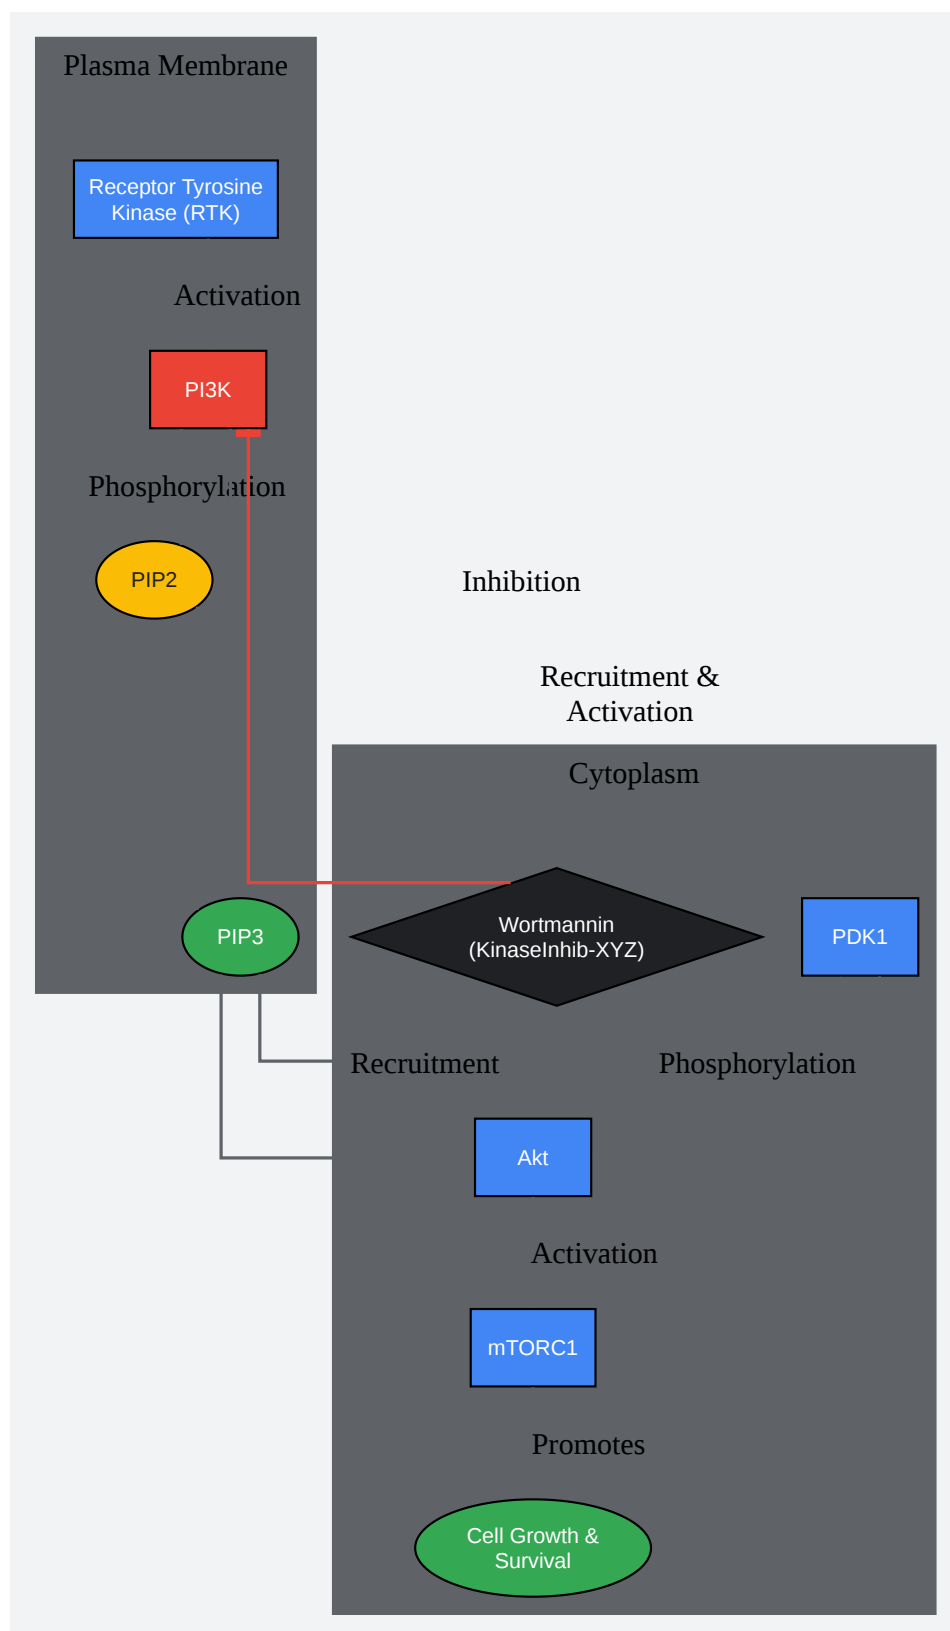 Plasma Membrane
Receptor Tyrosine
Kinase (RTK)
Activation
PI3K
Phosphorylation
PIP2
Inhibition
Recruitment &
Activation
Cytoplasm
PIP3
Wortmannin
(KinaseInhib-XYZ)
PDK1
Recruitment
Phosphorylation
Akt
Activation
mTORC1
Promotes
Cell Growth &
Survival